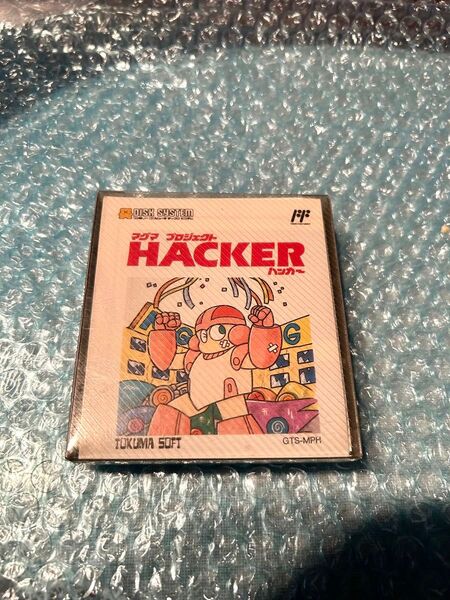 DISK SYSTEM
FF
マグマ プロジェクト
HACKER
ハッカー
T
G
TOKUMA SOFT
GTS-MPH